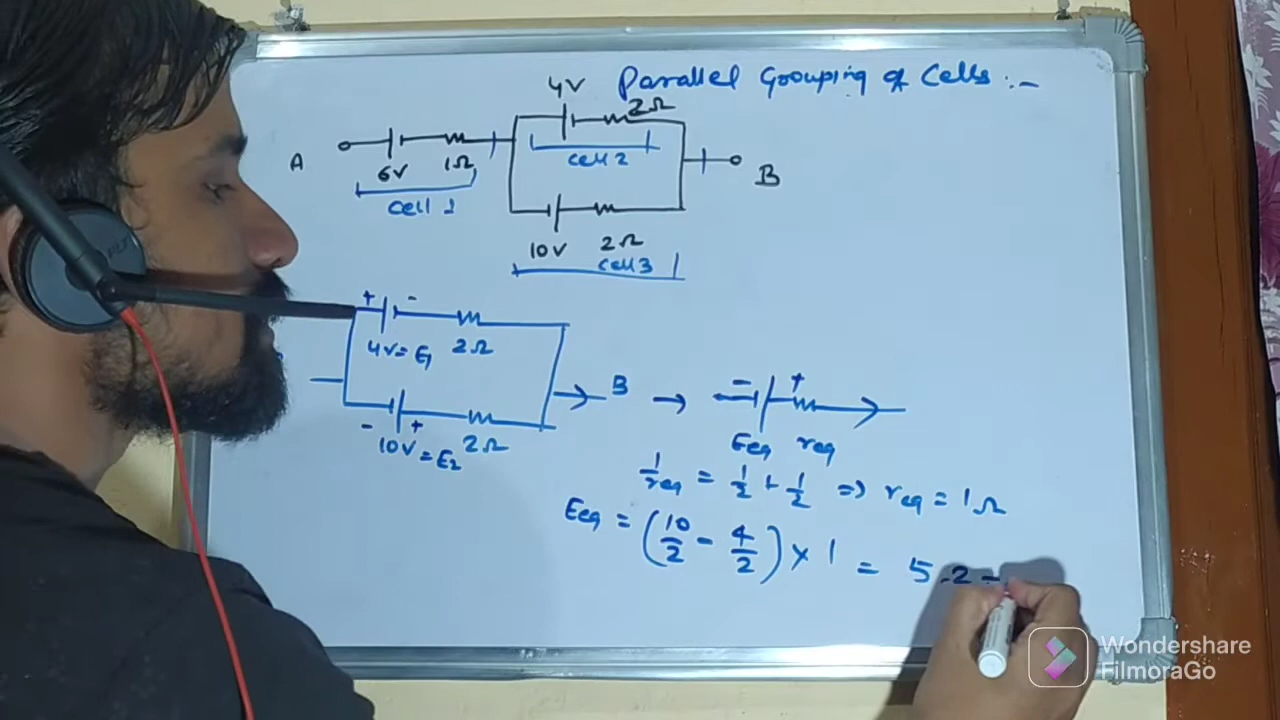 Parallel Grouping of Cells :-
4V 2Ω
A 6V 1Ω cell 2 B
cell 1
10V 2Ω
cell 3
+ -
4V = E1 2Ω
B → - +
- 10V + = E2 2Ω
Eeq req
1/req = 1/2 + 1/2 => req = 1Ω
Eeq = (10/2 - 4/2) × 1 = 5-2 =
Wondershare
FilmoraGo